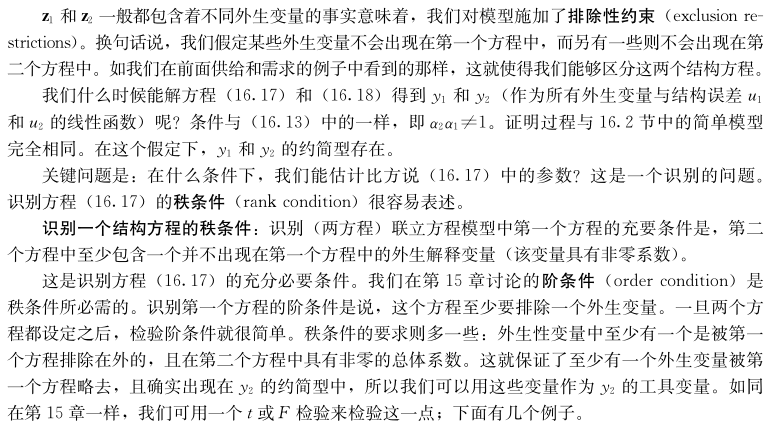 z₁ 和 z₂ 一般都包含着不同外生变量的事实意味着，我们对模型施加了排除性约束（exclusion re-
strictions）。换句话说，我们假定某些外生变量不会出现在第一个方程中，而另有一些则不会出现在第
二个方程中。如我们在前面供给和需求的例子中看到的那样，这就使得我们能够区分这两个结构方程。
我们什么时候能解方程（16.17）和（16.18）得到 y₁ 和 y₂（作为所有外生变量与结构误差 u₁
和 u₂ 的线性函数）呢？条件与（16.13）中的一样，即 α₂α₁≠1。证明过程与 16.2 节中的简单模型
完全相同。在这个假定下，y₁ 和 y₂ 的约简型存在。
关键问题是：在什么条件下，我们能估计比方说（16.17）中的参数？这是一个识别的问题。
识别方程（16.17）的秩条件（rank condition）很容易表述。
识别一个结构方程的秩条件：识别（两方程）联立方程模型中第一个方程的充要条件是，第二
个方程中至少包含一个并不出现在第一个方程中的外生解释变量（该变量具有非零系数）。
这是识别方程（16.17）的充分必要条件。我们在第 15 章讨论的阶条件（order condition）是
秩条件所必需的。识别第一个方程的阶条件是说，这个方程至少要排除一个外生变量。一旦两个方
程都设定之后，检验阶条件就很简单。秩条件的要求则多一些：外生性变量中至少有一个是被第一
个方程排除在外的，且在第二个方程中具有非零的总体系数。这就保证了至少有一个外生变量被第
一个方程略去，且确实出现在 y₂ 的约简型中，所以我们可以用这些变量作为 y₂ 的工具变量。如同
在第 15 章一样，我们可用一个 t 或 F 检验来检验这一点；下面有几个例子。